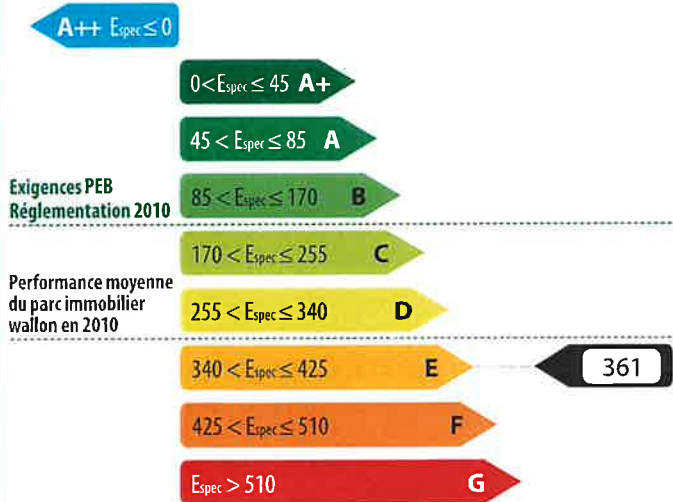 A++ Espec ≤ 0
0 < Espec ≤ 45 A+
45 < Espec ≤ 85 A
Exigences PEB
Réglementation 2010
85 < Espec ≤ 170 B
170 < Espec ≤ 255 C
Performance moyenne
du parc immobilier
wallon en 2010
255 < Espec ≤ 340 D
340 < Espec ≤ 425 E
361
425 < Espec ≤ 510 F
Espec > 510 G